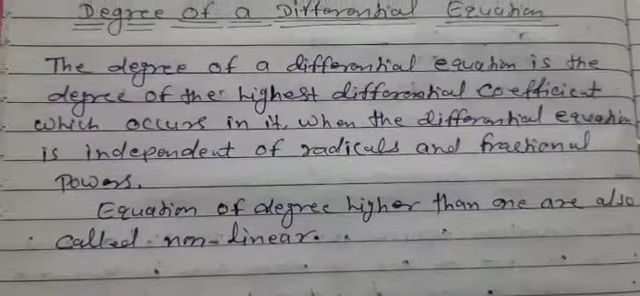 Degree of a Differential Equation
The degree of a differential equation is the
degree of the highest differential coefficient
which occurs in it, when the differential equation
is independent of radicals and fractional
powers.
Equation of degree higher than one are also
called non-linear.